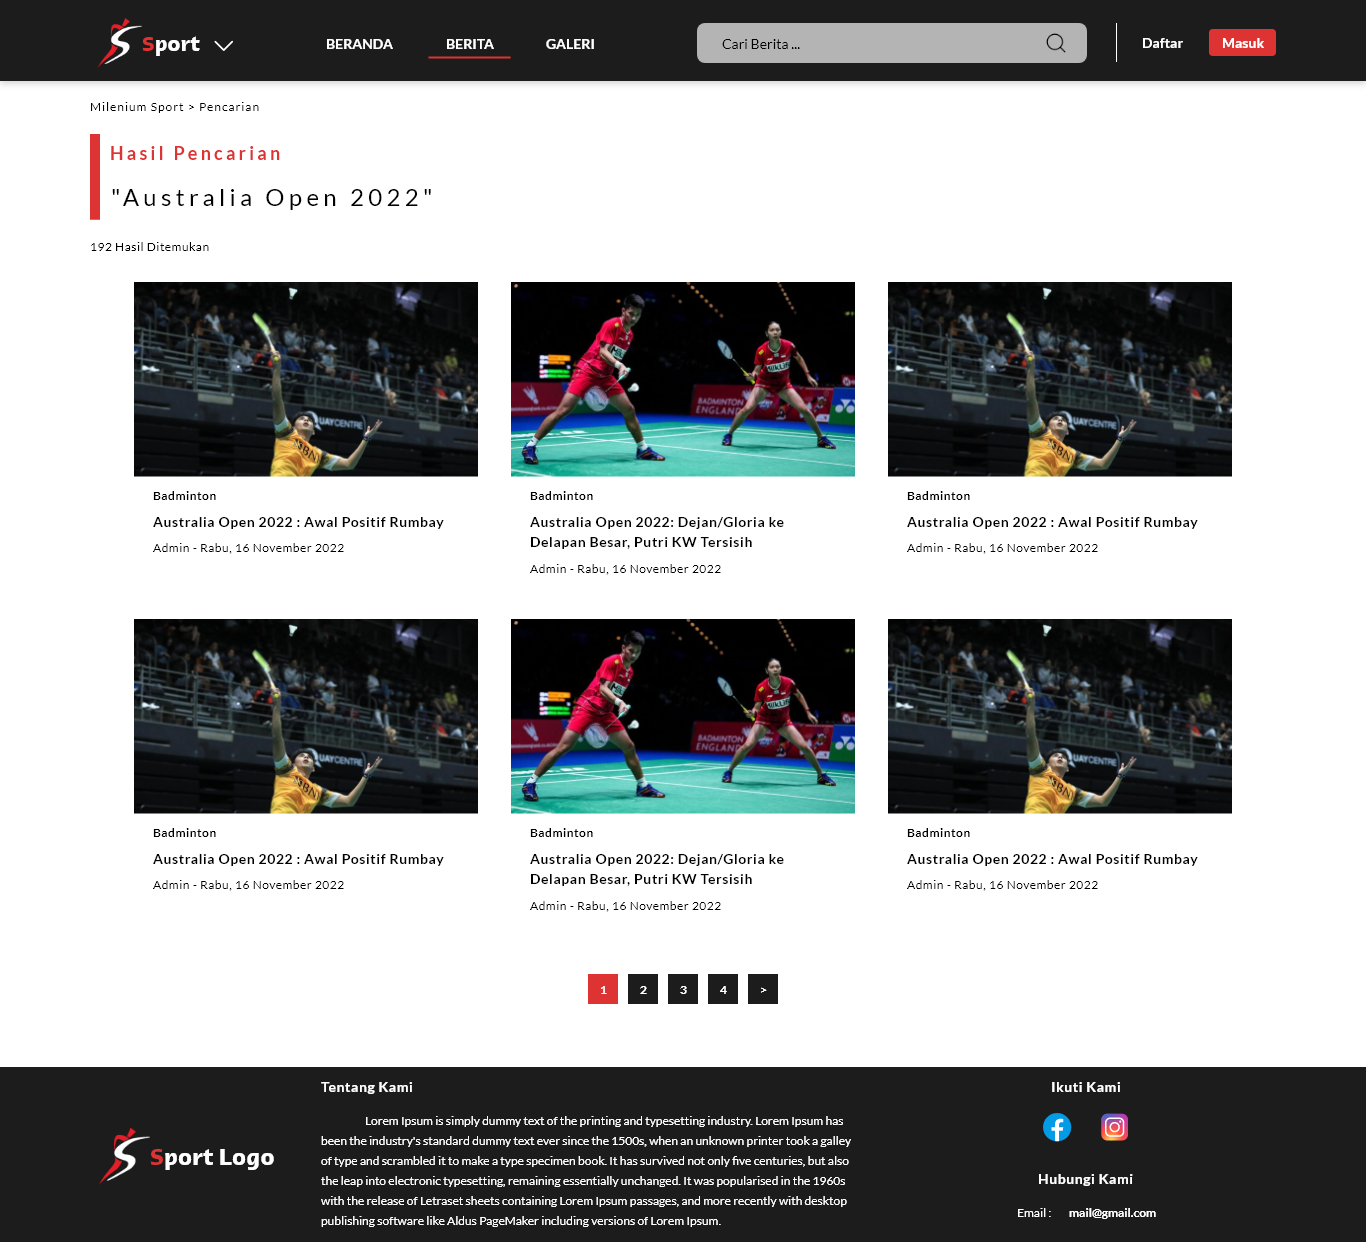 Sport
BERANDA
BERITA
GALERI
Cari Berita ...
Daftar
Masuk
Milenium Sport > Pencarian
Hasil Pencarian
"Australia Open 2022"
192 Hasil Ditemukan
QUAYCENTRE
BADMINTON
ENGLAND
QUAYCENTRE
Badminton
Australia Open 2022 : Awal Positif Rumbay
Admin - Rabu, 16 November 2022
Badminton
Australia Open 2022: Dejan/Gloria ke
Delapan Besar, Putri KW Tersisih
Admin - Rabu, 16 November 2022
Badminton
Australia Open 2022 : Awal Positif Rumbay
Admin - Rabu, 16 November 2022
QUAYCENTRE
BADMINTON
ENGLAND
QUAYCENTRE
Badminton
Australia Open 2022 : Awal Positif Rumbay
Admin - Rabu, 16 November 2022
Badminton
Australia Open 2022: Dejan/Gloria ke
Delapan Besar, Putri KW Tersisih
Admin - Rabu, 16 November 2022
Badminton
Australia Open 2022 : Awal Positif Rumbay
Admin - Rabu, 16 November 2022
1 2 3 4 >
Sport Logo
Tentang Kami
Lorem Ipsum is simply dummy text of the printing and typesetting industry. Lorem Ipsum has
been the industry's standard dummy text ever since the 1500s, when an unknown printer took a galley
of type and scrambled it to make a type specimen book. It has survived not only five centuries, but also
the leap into electronic typesetting, remaining essentially unchanged. It was popularised in the 1960s
with the release of Letraset sheets containing Lorem Ipsum passages, and more recently with desktop
publishing software like Aldus PageMaker including versions of Lorem Ipsum.
Ikuti Kami
Hubungi Kami
Email : mail@gmail.com